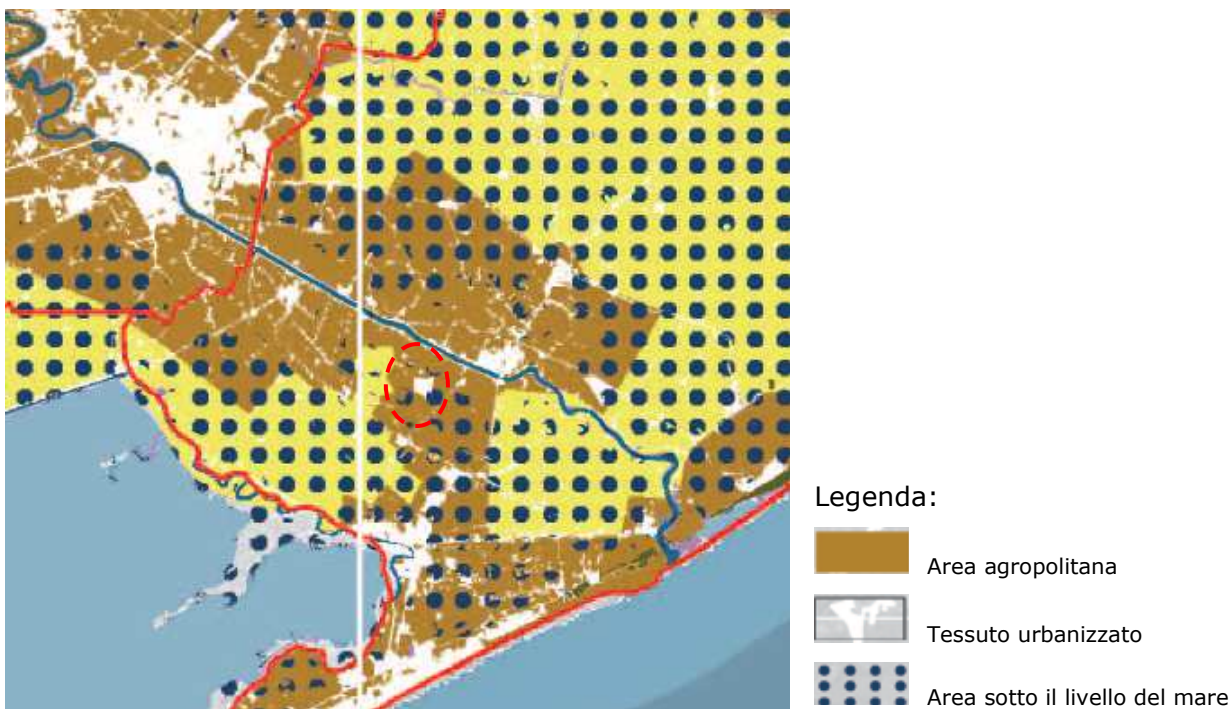 Legenda:
Area agropolitana
Tessuto urbanizzato
Area sotto il livello del mare